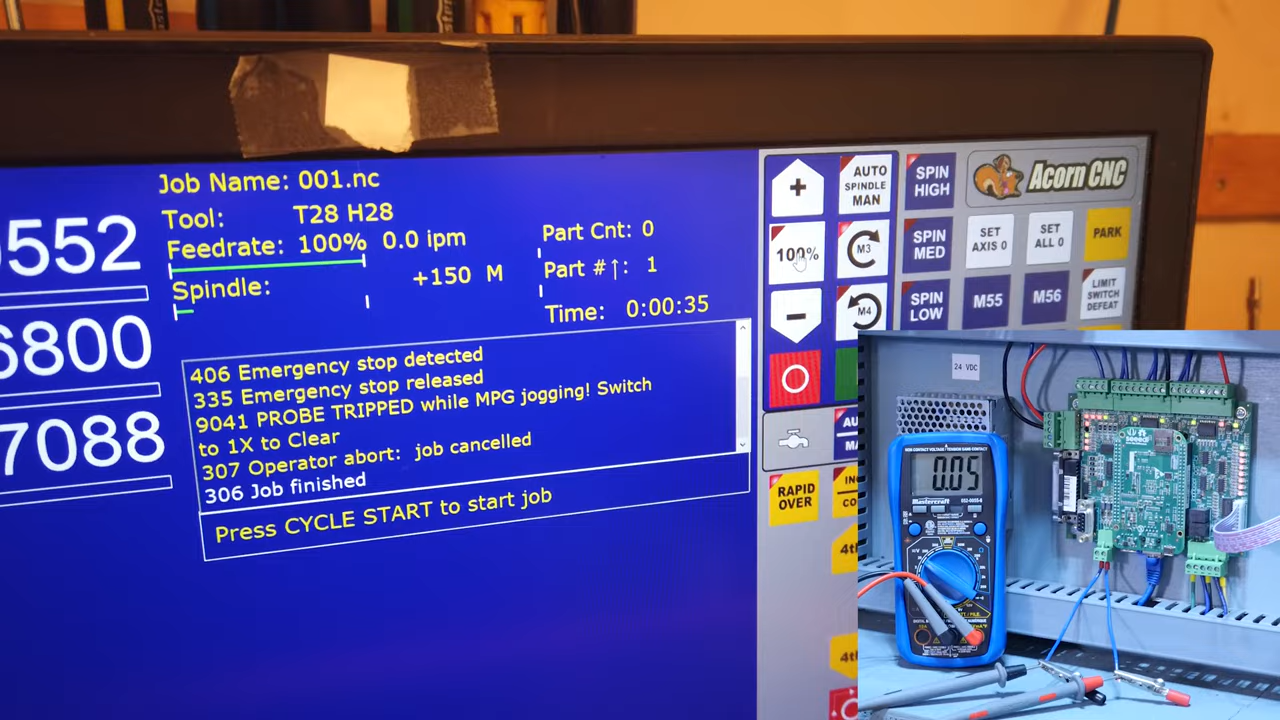 Job Name: 001.nc
Tool: T28 H28
Feedrate: 100% 0.0 ipm
Spindle: +150 M
Part Cnt: 0
Part #↑: 1
Time: 0:00:35
552
6800
7088
406 Emergency stop detected
335 Emergency stop released
9041 PROBE TRIPPED while MPG jogging! Switch
to 1X to Clear
307 Operator abort: job cancelled
306 Job finished
Press CYCLE START to start job
+
100%
-
AUTO
SPINDLE
MAN
M3
M4
SPIN
HIGH
SPIN
MED
SPIN
LOW
Acorn CNC
SET
AXIS 0
SET
ALL 0
PARK
M55
M56
LIMIT
SWITCH
DEFEAT
RAPID
OVER
4th
24 VDC
0.05
Mastercraft